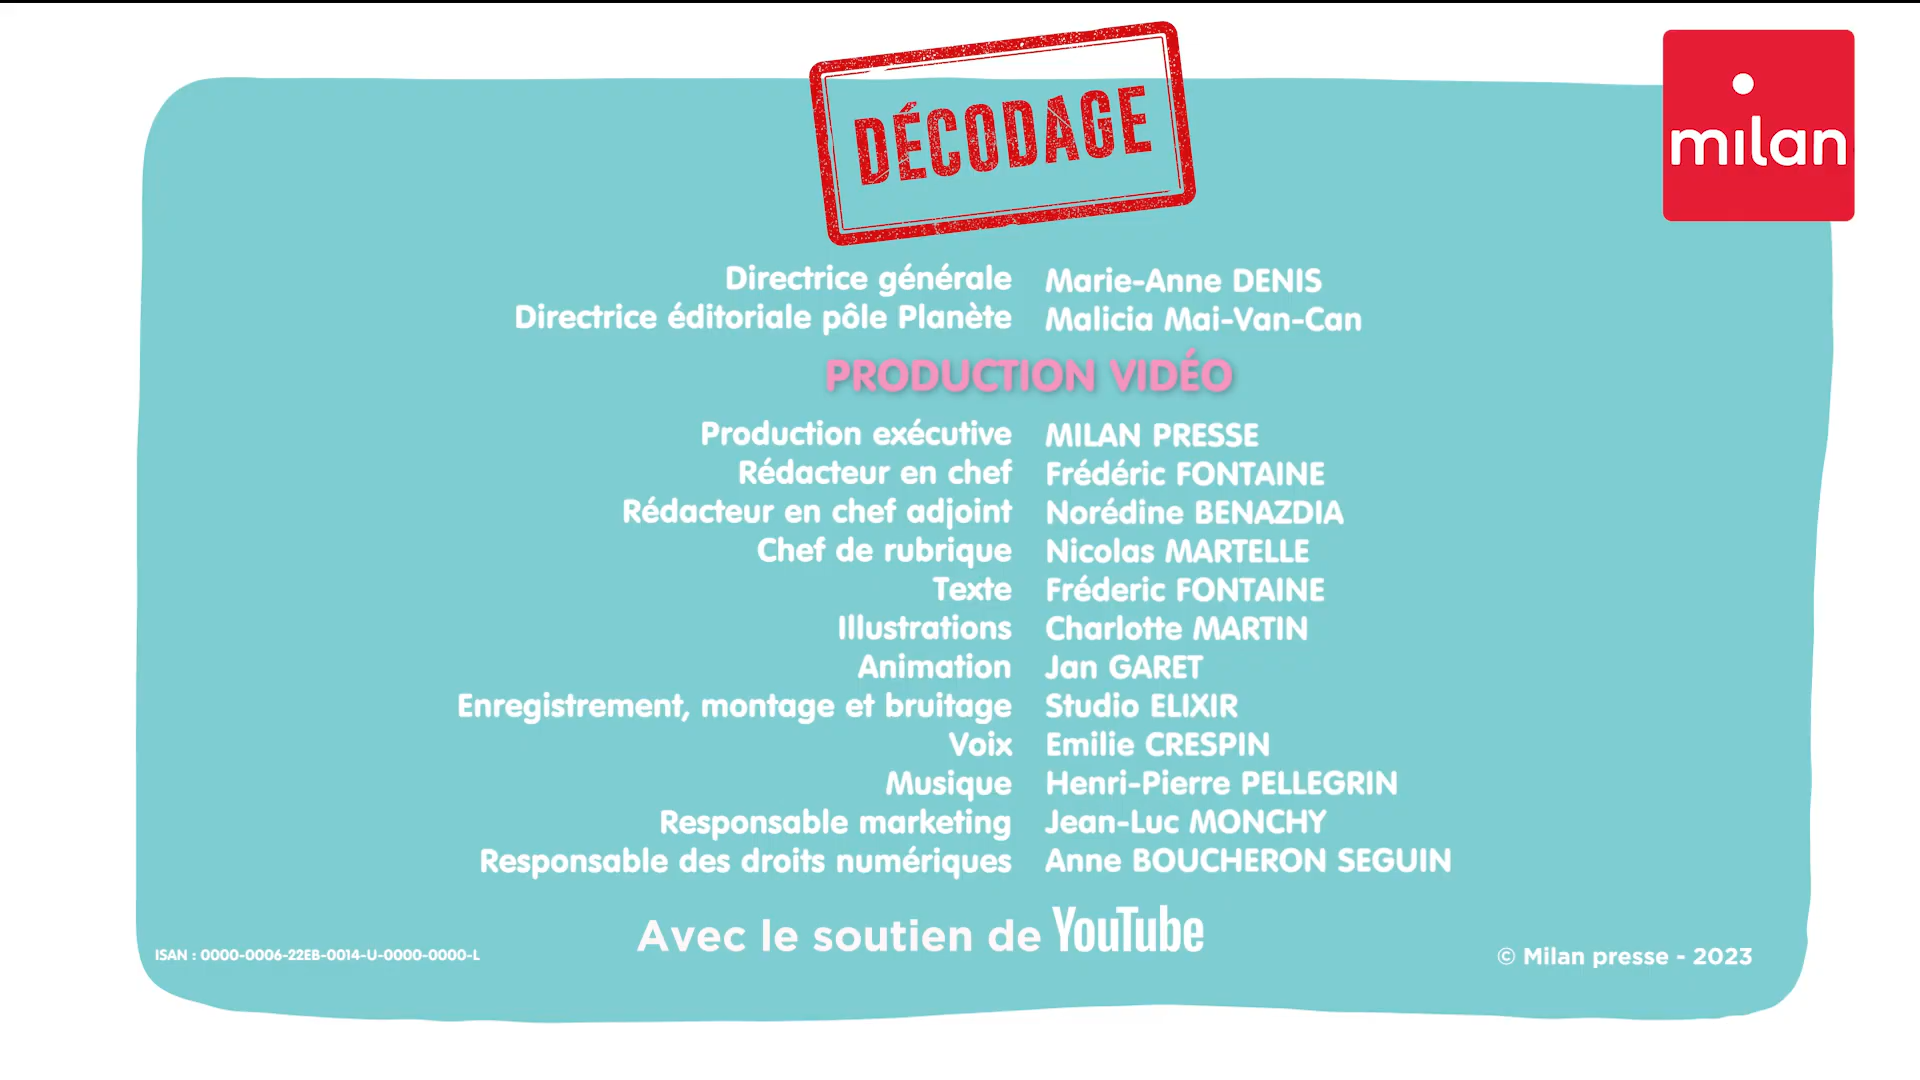 DÉCODAGE
milan
Directrice générale Marie-Anne DENIS
Directrice éditoriale pôle Planète Malicia Mai-Van-Can
PRODUCTION VIDÉO
Production exécutive MILAN PRESSE
Rédacteur en chef Frédéric FONTAINE
Rédacteur en chef adjoint Norédine BENAZDIA
Chef de rubrique Nicolas MARTELLE
Texte Fréderic FONTAINE
Illustrations Charlotte MARTIN
Animation Jan GARET
Enregistrement, montage et bruitage Studio ELIXIR
Voix Emilie CRESPIN
Musique Henri-Pierre PELLEGRIN
Responsable marketing Jean-Luc MONCHY
Responsable des droits numériques Anne BOUCHERON SEGUIN
Avec le soutien de YouTube
ISAN : 0000-0006-22EB-0014-U-0000-0000-L
© Milan presse - 2023